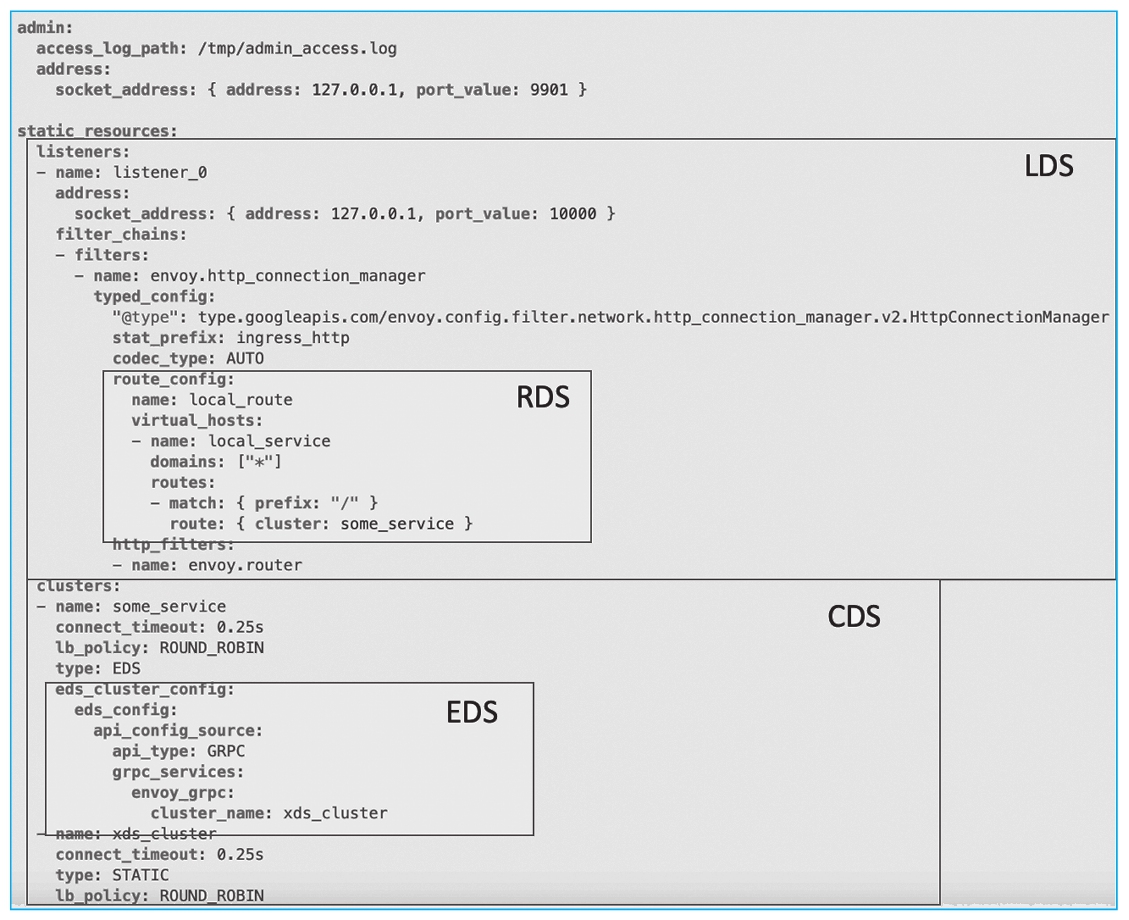 admin:
  access_log_path: /tmp/admin_access.log
  address:
    socket_address: { address: 127.0.0.1, port_value: 9901 }

static_resources:
  listeners:
LDS
  - name: listener_0
    address:
      socket_address: { address: 127.0.0.1, port_value: 10000 }
    filter_chains:
    - filters:
      - name: envoy.http_connection_manager
        typed_config:
          "@type": type.googleapis.com/envoy.config.filter.network.http_connection_manager.v2.HttpConnectionManager
          stat_prefix: ingress_http
          codec_type: AUTO
          route_config:
RDS
            name: local_route
            virtual_hosts:
            - name: local_service
              domains: ["*"]
              routes:
              - match: { prefix: "/" }
                route: { cluster: some_service }
          http_filters:
          - name: envoy.router
  clusters:
  - name: some_service
CDS
    connect_timeout: 0.25s
    lb_policy: ROUND_ROBIN
    type: EDS
    eds_cluster_config:
      eds_config:
EDS
        api_config_source:
          api_type: GRPC
          grpc_services:
            envoy_grpc:
              cluster_name: xds_cluster
  - name: xds_cluster
    connect_timeout: 0.25s
    type: STATIC
    lb_policy: ROUND_ROBIN